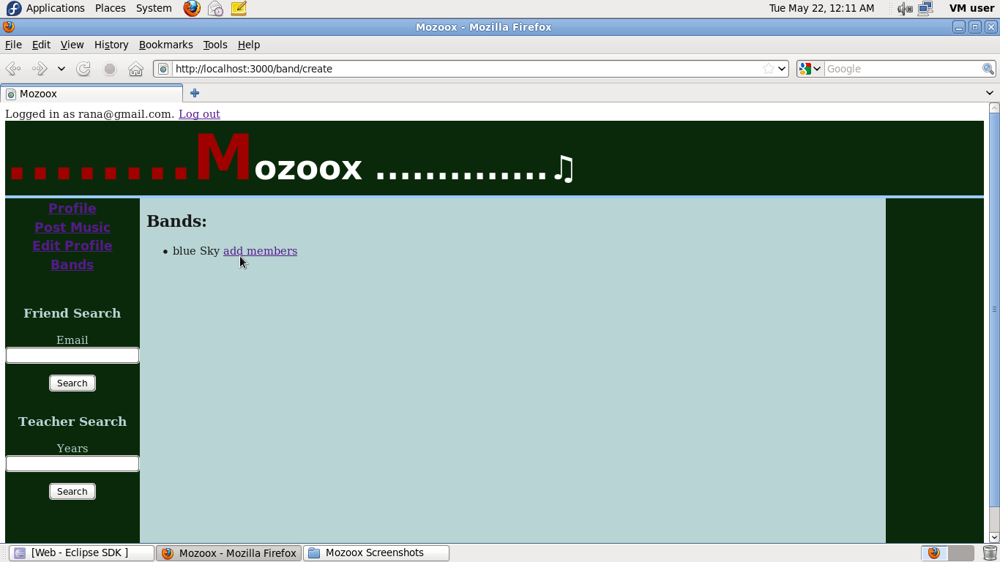 Applications Places System
Tue May 22, 12:11 AM
VM user
Mozoox - Mozilla Firefox
File Edit View History Bookmarks Tools Help
http://localhost:3000/band/create
Google
Mozoox
Logged in as rana@gmail.com. Log out
........Mozoox ..............♫
Profile
Post Music
Edit Profile
Bands
Friend Search
Email
Search
Teacher Search
Years
Search
Bands:
• blue Sky add members
[Web - Eclipse SDK ]
Mozoox - Mozilla Firefox
Mozoox Screenshots